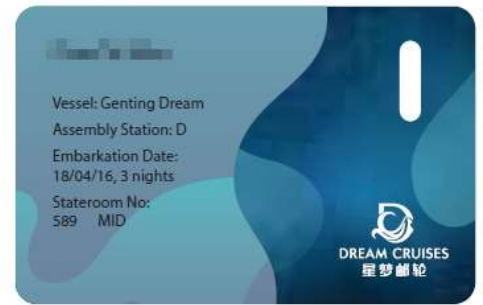 Vessel: Genting Dream
Assembly Station: D
Embarkation Date:
18/04/16, 3 nights
Stateroom No:
589 MID
DREAM CRUISES
星梦邮轮